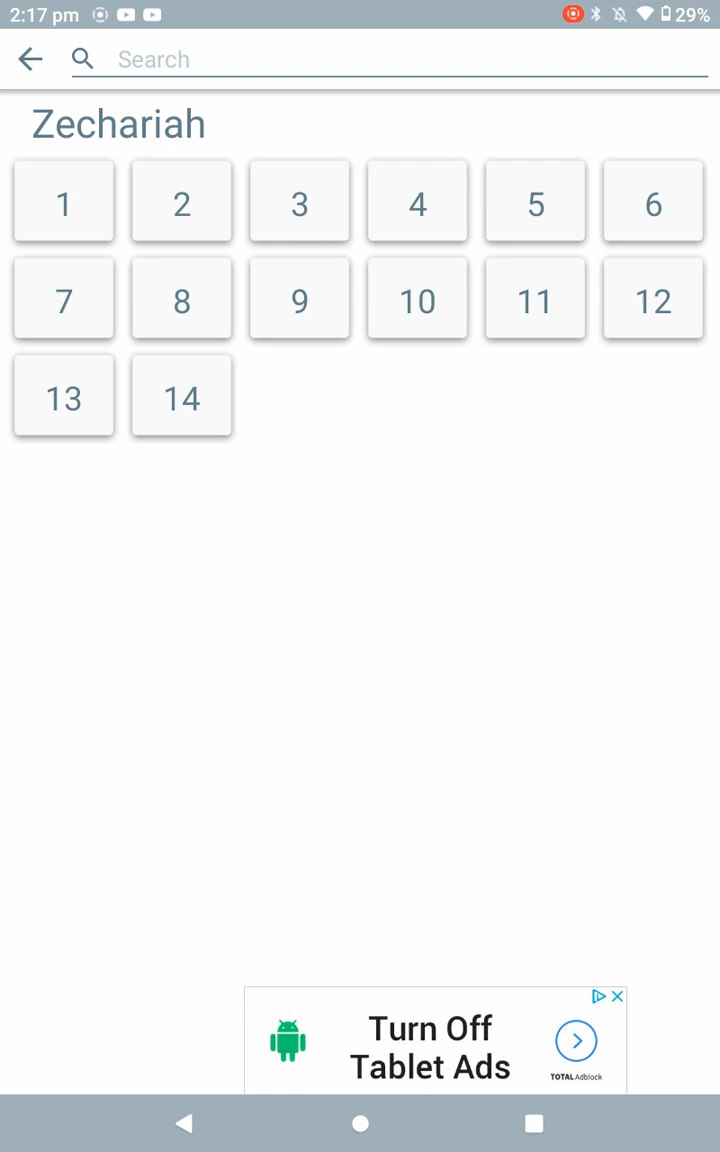 2:17 pm
29%
Search
Zechariah
1 2 3 4 5 6
7 8 9 10 11 12
13 14
Turn Off
Tablet Ads
TOTAL Adblock